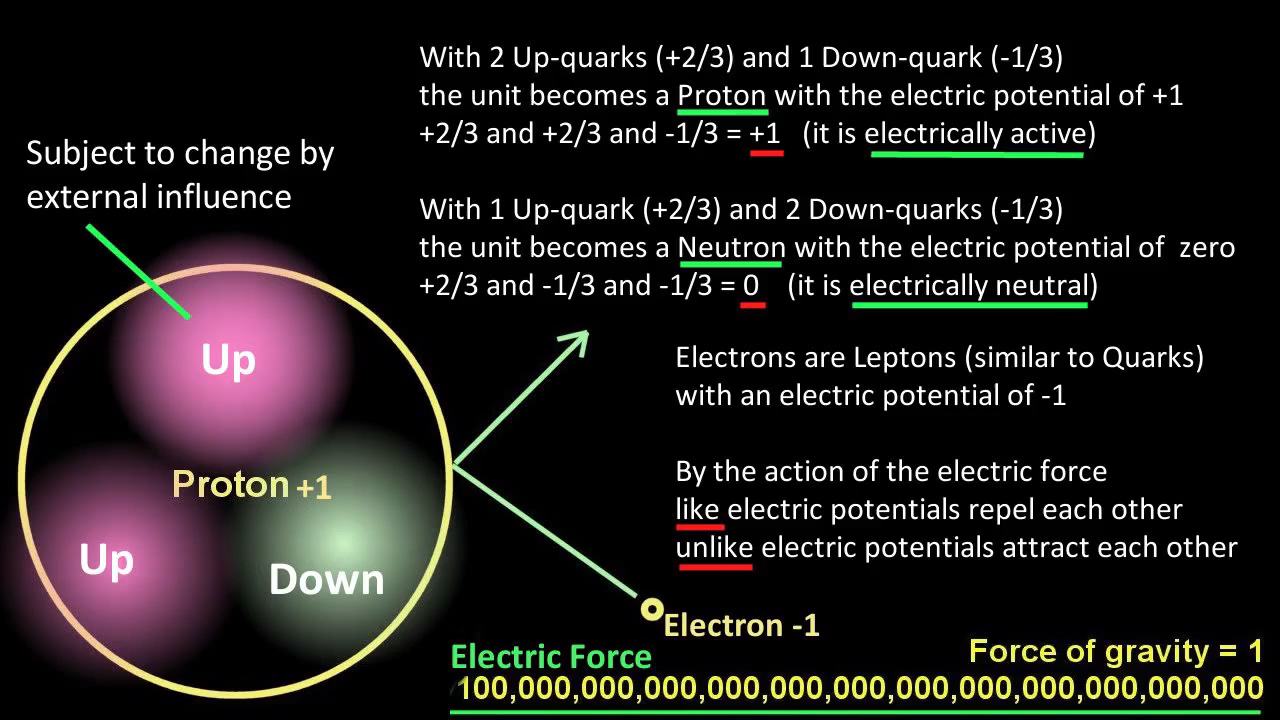 With 2 Up-quarks (+2/3) and 1 Down-quark (-1/3)
the unit becomes a Proton with the electric potential of +1
+2/3 and +2/3 and -1/3 = +1 (it is electrically active)
Subject to change by
external influence
With 1 Up-quark (+2/3) and 2 Down-quarks (-1/3)
the unit becomes a Neutron with the electric potential of zero
+2/3 and -1/3 and -1/3 = 0 (it is electrically neutral)
Up
Electrons are Leptons (similar to Quarks)
with an electric potential of -1
Proton +1
Up
Down
By the action of the electric force
like electric potentials repel each other
unlike electric potentials attract each other
Electron -1
Electric Force
Force of gravity = 1
100,000,000,000,000,000,000,000,000,000,000,000,000